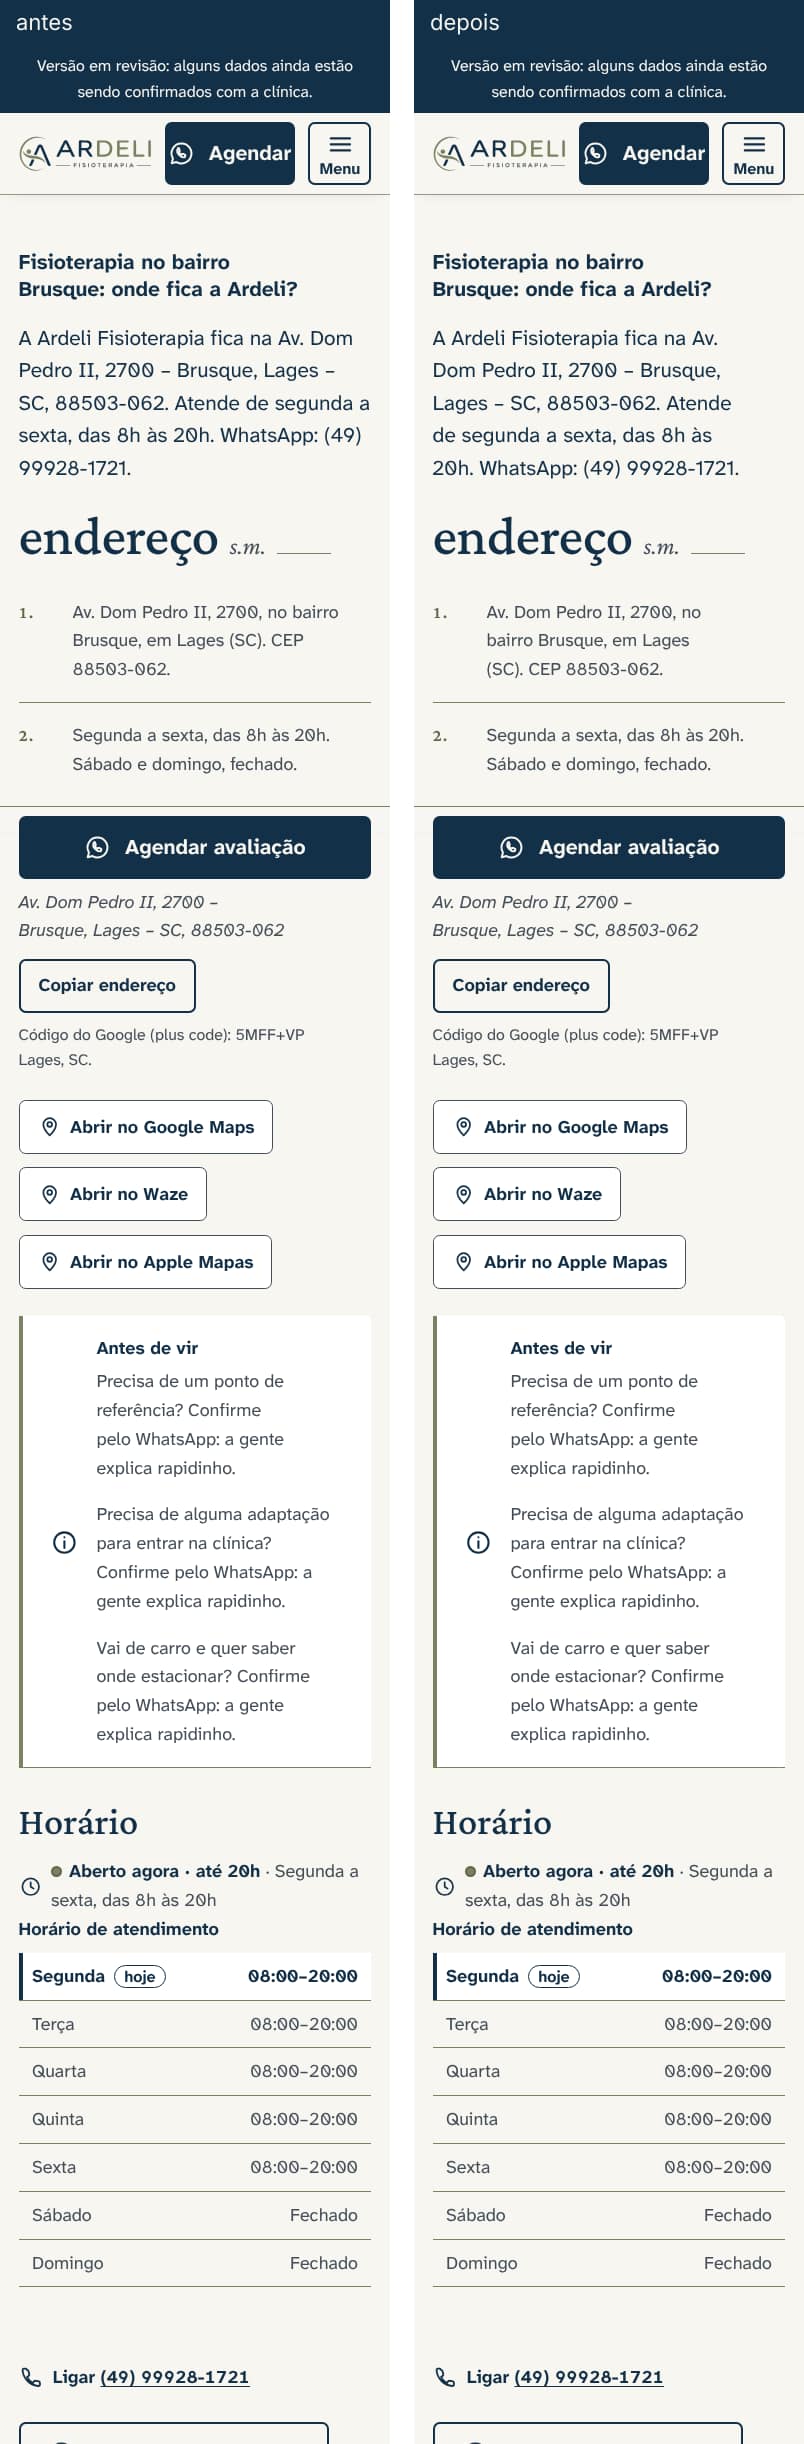 antes
Versão em revisão: alguns dados ainda estão
sendo confirmados com a clínica.
ARDELI
FISIOTERAPIA
Agendar
Menu
Fisioterapia no bairro
Brusque: onde fica a Ardeli?
A Ardeli Fisioterapia fica na Av. Dom
Pedro II, 2700 – Brusque, Lages –
SC, 88503-062. Atende de segunda a
sexta, das 8h às 20h. WhatsApp: (49)
99928-1721.
endereço s.m.
1. Av. Dom Pedro II, 2700, no bairro
Brusque, em Lages (SC). CEP
88503-062.
2. Segunda a sexta, das 8h às 20h.
Sábado e domingo, fechado.
Agendar avaliação
Av. Dom Pedro II, 2700 –
Brusque, Lages – SC, 88503-062
Copiar endereço
Código do Google (plus code): 5MFF+VP
Lages, SC.
Abrir no Google Maps
Abrir no Waze
Abrir no Apple Mapas
Antes de vir
Precisa de um ponto de
referência? Confirme
pelo WhatsApp: a gente
explica rapidinho.
Precisa de alguma adaptação
para entrar na clínica?
Confirme pelo WhatsApp: a
gente explica rapidinho.
Vai de carro e quer saber
onde estacionar? Confirme
pelo WhatsApp: a gente
explica rapidinho.
Horário
Aberto agora · até 20h · Segunda a
sexta, das 8h às 20h
Horário de atendimento
Segunda hoje 08:00–20:00
Terça 08:00–20:00
Quarta 08:00–20:00
Quinta 08:00–20:00
Sexta 08:00–20:00
Sábado Fechado
Domingo Fechado
Ligar (49) 99928-1721
depois
Versão em revisão: alguns dados ainda estão
sendo confirmados com a clínica.
ARDELI
FISIOTERAPIA
Agendar
Menu
Fisioterapia no bairro
Brusque: onde fica a Ardeli?
A Ardeli Fisioterapia fica na Av.
Dom Pedro II, 2700 – Brusque,
Lages – SC, 88503-062. Atende
de segunda a sexta, das 8h às
20h. WhatsApp: (49) 99928-1721.
endereço s.m.
1. Av. Dom Pedro II, 2700, no
bairro Brusque, em Lages
(SC). CEP 88503-062.
2. Segunda a sexta, das 8h às 20h.
Sábado e domingo, fechado.
Agendar avaliação
Av. Dom Pedro II, 2700 –
Brusque, Lages – SC, 88503-062
Copiar endereço
Código do Google (plus code): 5MFF+VP
Lages, SC.
Abrir no Google Maps
Abrir no Waze
Abrir no Apple Mapas
Antes de vir
Precisa de um ponto de
referência? Confirme
pelo WhatsApp: a gente
explica rapidinho.
Precisa de alguma adaptação
para entrar na clínica?
Confirme pelo WhatsApp: a
gente explica rapidinho.
Vai de carro e quer saber
onde estacionar? Confirme
pelo WhatsApp: a gente
explica rapidinho.
Horário
Aberto agora · até 20h · Segunda a
sexta, das 8h às 20h
Horário de atendimento
Segunda hoje 08:00–20:00
Terça 08:00–20:00
Quarta 08:00–20:00
Quinta 08:00–20:00
Sexta 08:00–20:00
Sábado Fechado
Domingo Fechado
Ligar (49) 99928-1721